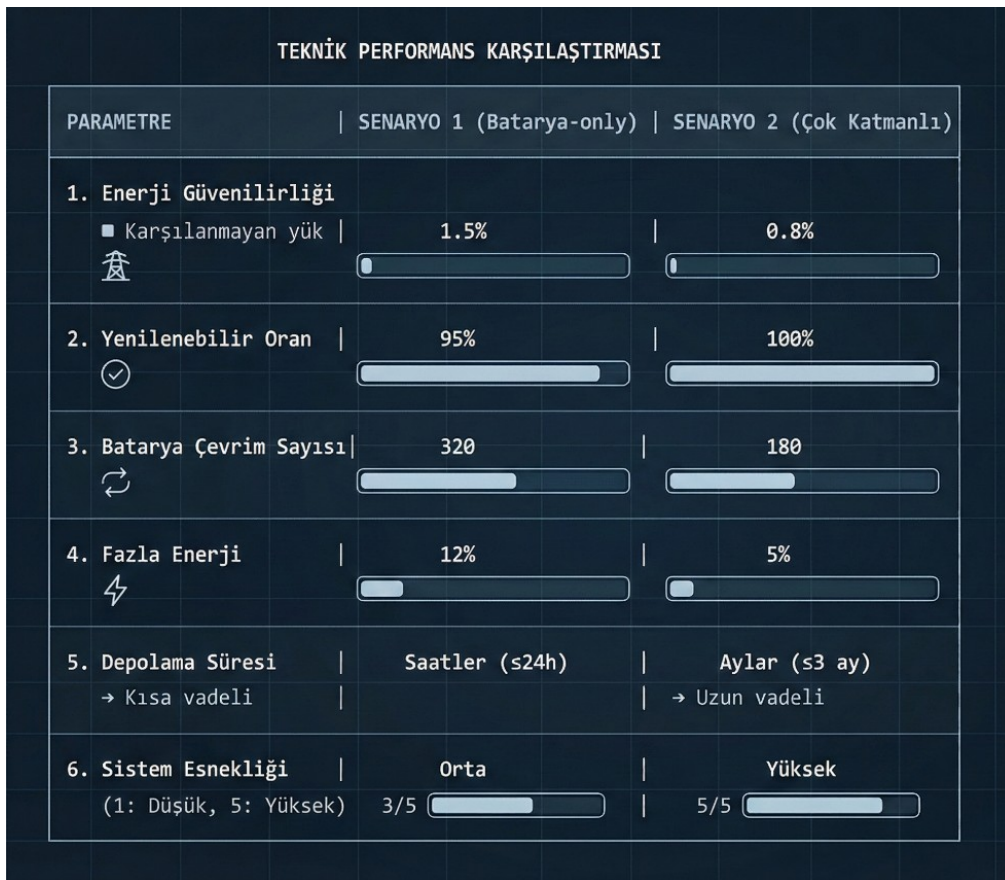 TEKNİK PERFORMANS KARŞILAŞTIRMASI
PARAMETRE | SENARYO 1 (Batarya-only) | SENARYO 2 (Çok Katmanlı)
1. Enerji Güvenilirliği
■ Karşılanmayan yük | 1.5% | 0.8%
2. Yenilenebilir Oran | 95% | 100%
3. Batarya Çevrim Sayısı| 320 | 180
4. Fazla Enerji | 12% | 5%
5. Depolama Süresi | Saatler (s24h) | Aylar (s3 ay)
→ Kısa vadeli | | → Uzun vadeli
6. Sistem Esnekliği | Orta | Yüksek
(1: Düşük, 5: Yüksek) 3/5 | 5/5